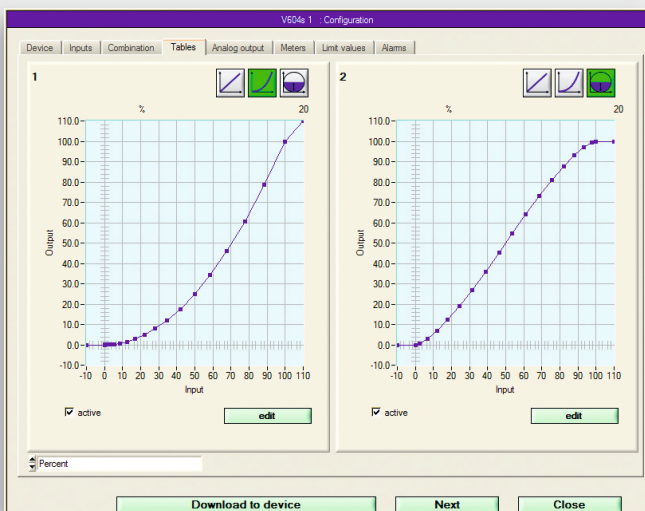 V604s 1 : Configuration
Device Inputs Combination Tables Analog output Meters Limit values Alarms
1
% 20
110.0
100.0
90.0
80.0
70.0
60.0
50.0
40.0
30.0
20.0
10.0
0.0
-10.0
Output
-10 0 10 20 30 40 50 60 70 80 90 100 110
Input
active
edit
2
% 20
110.0
100.0
90.0
80.0
70.0
60.0
50.0
40.0
30.0
20.0
10.0
0.0
-10.0
Output
-10 0 10 20 30 40 50 60 70 80 90 100 110
Input
active
edit
Percent
Download to device Next Close